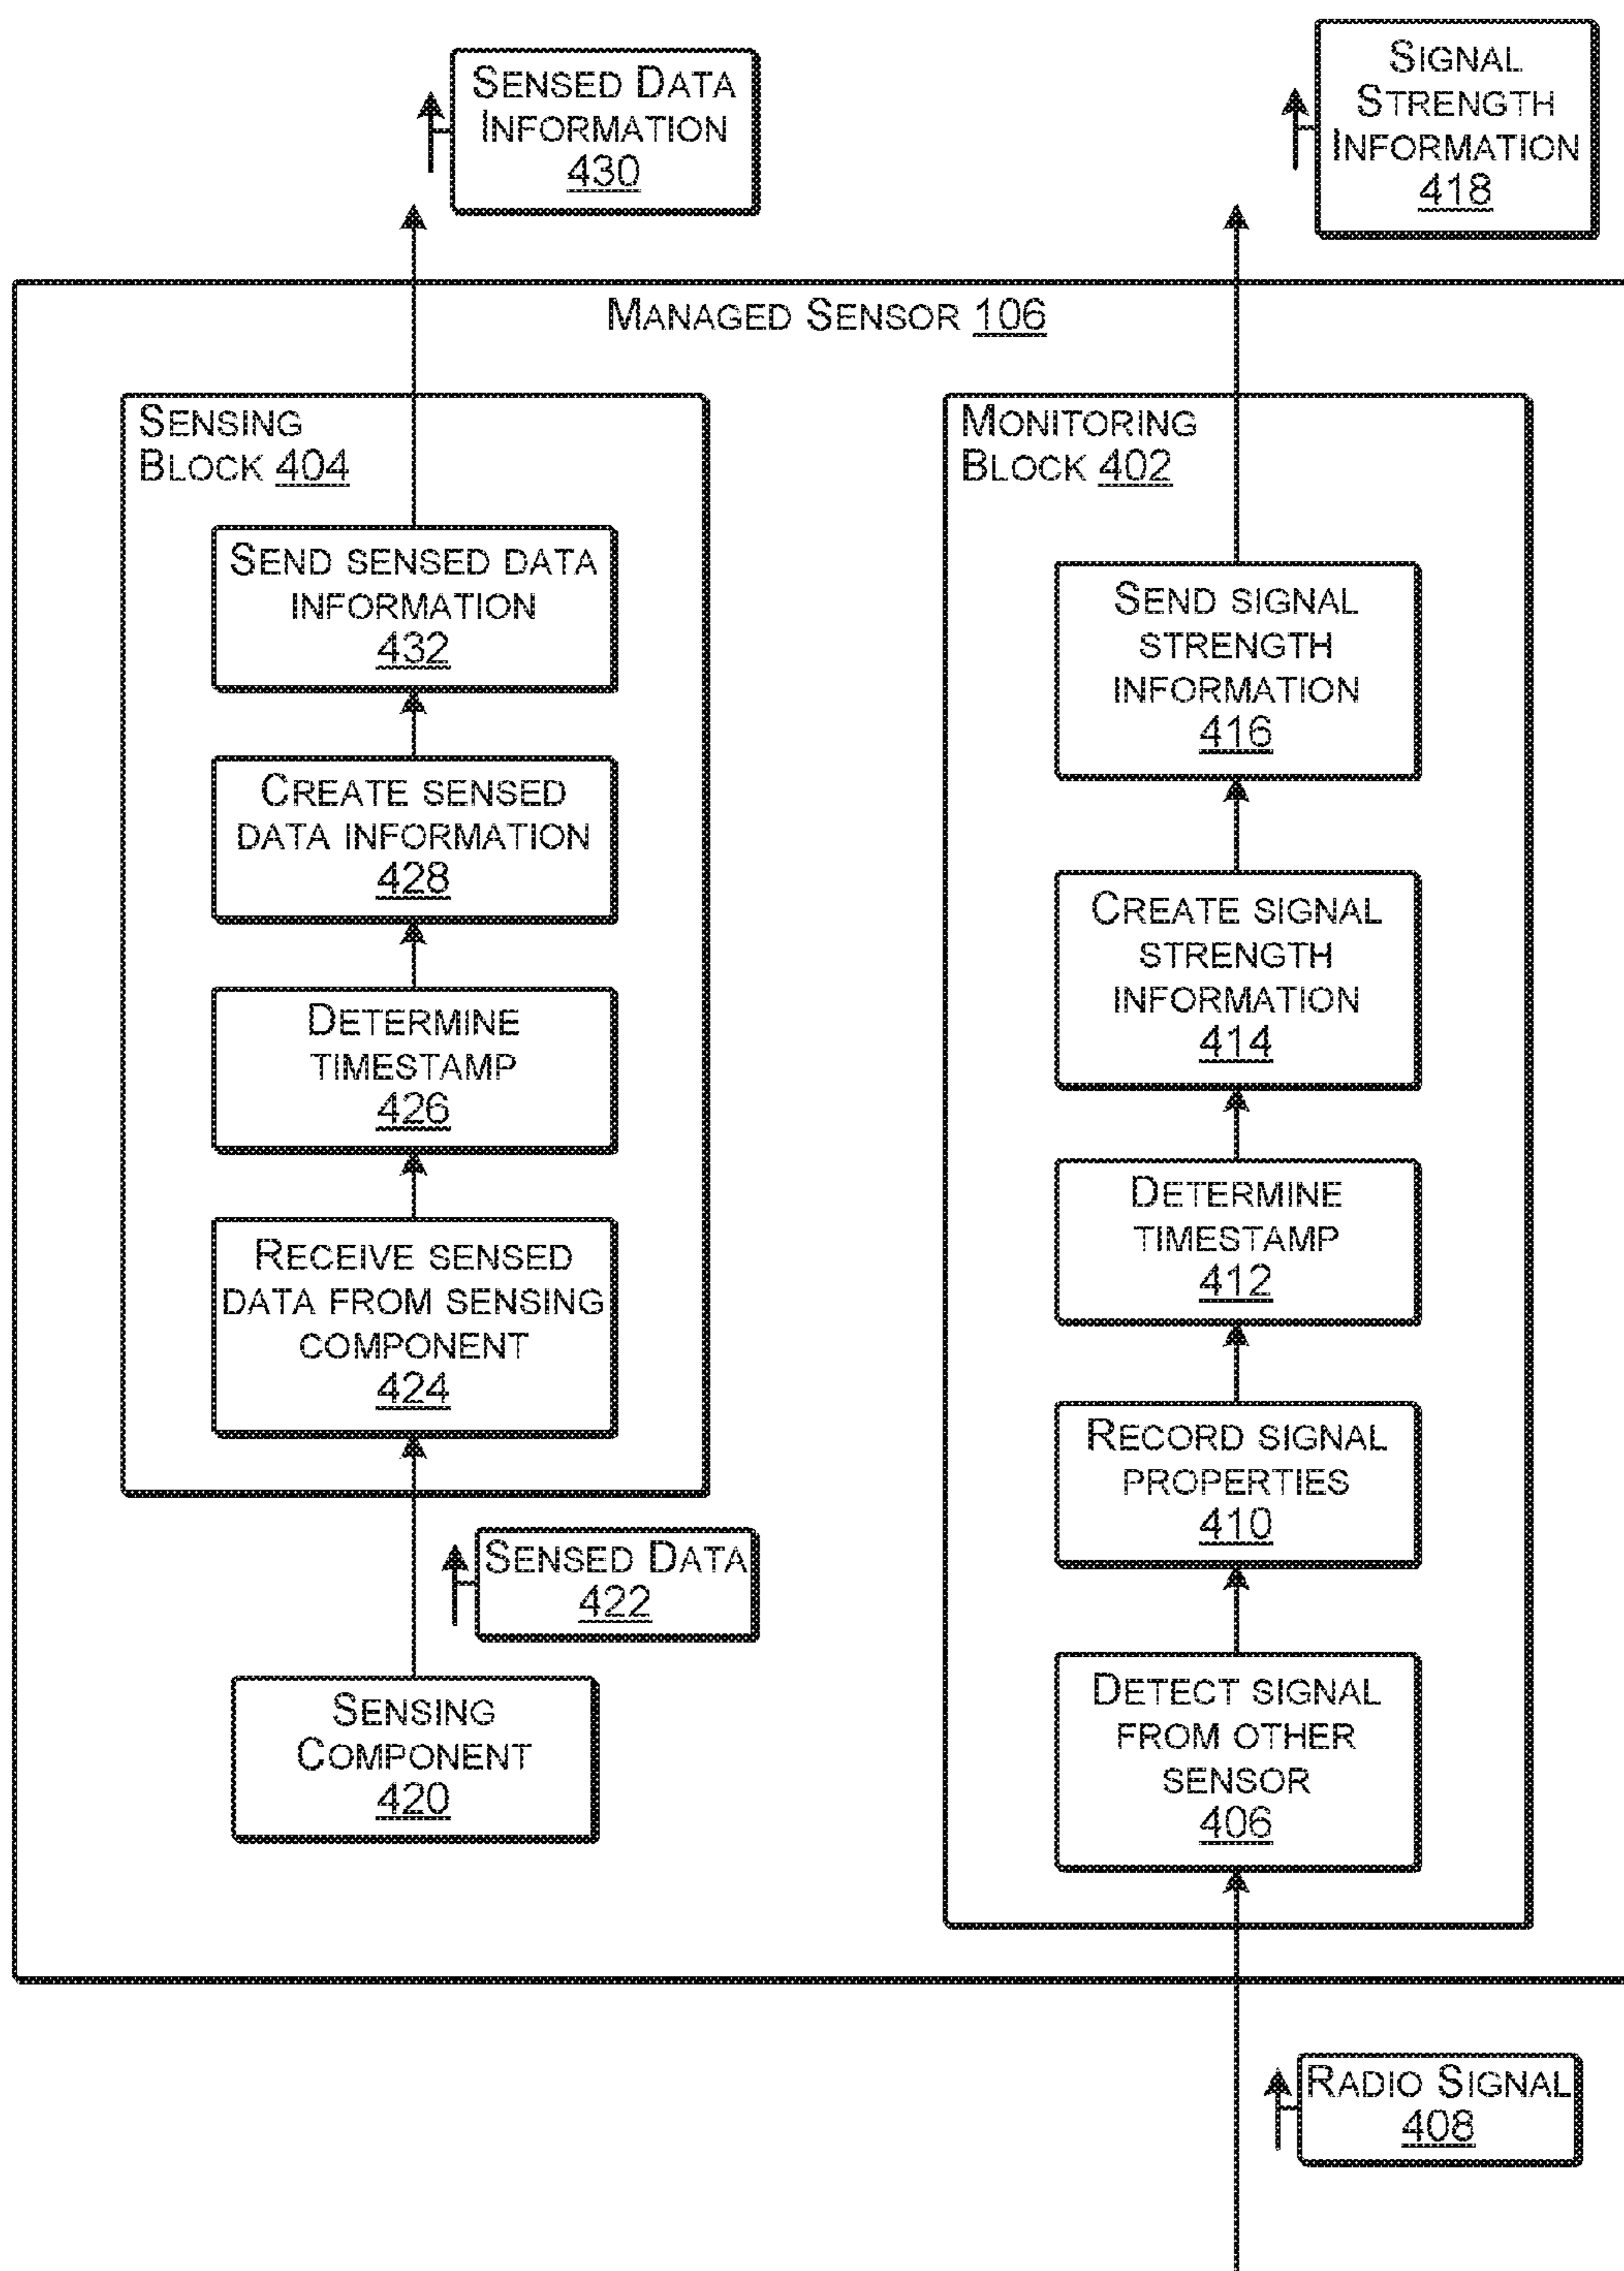 SENSED DATA
INFORMATION
430
SIGNAL
STRENGTH
INFORMATION
418
MANAGED SENSOR 106
SENSING
BLOCK 404
SEND SENSED DATA
INFORMATION
432
CREATE SENSED
DATA INFORMATION
428
DETERMINE
TIMESTAMP
426
RECEIVE SENSED
DATA FROM SENSING
COMPONENT
424
SENSED DATA
422
SENSING
COMPONENT
420
MONITORING
BLOCK 402
SEND SIGNAL
STRENGTH
INFORMATION
416
CREATE SIGNAL
STRENGTH
INFORMATION
414
DETERMINE
TIMESTAMP
412
RECORD SIGNAL
PROPERTIES
410
DETECT SIGNAL
FROM OTHER
SENSOR
406
RADIO SIGNAL
408